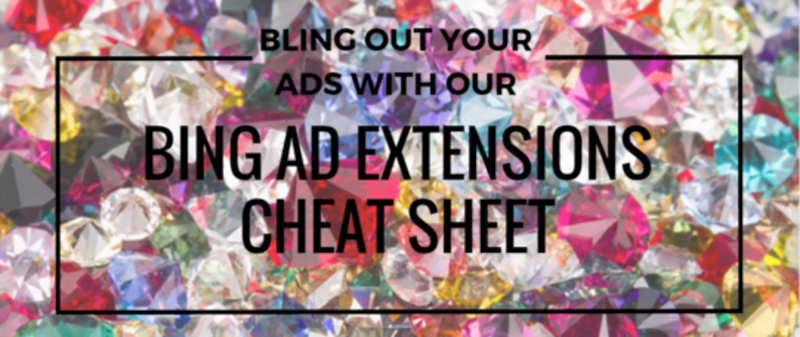 BLING OUT YOUR
ADS WITH OUR
BING AD EXTENSIONS
CHEAT SHEET